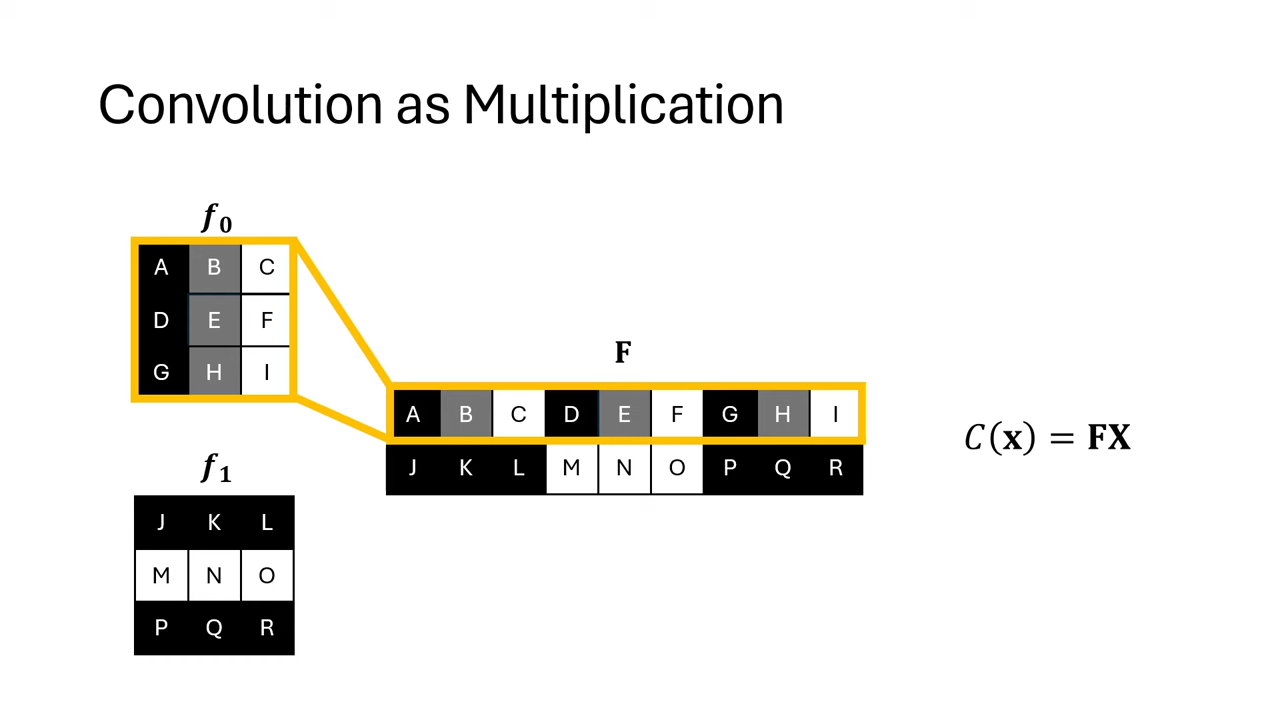 Convolution as Multiplication
f₀
A B C
D E F
G H I
F
A B C D E F G H I
J K L M N O P Q R
C(x) = FX
f₁
J K L
M N O
P Q R